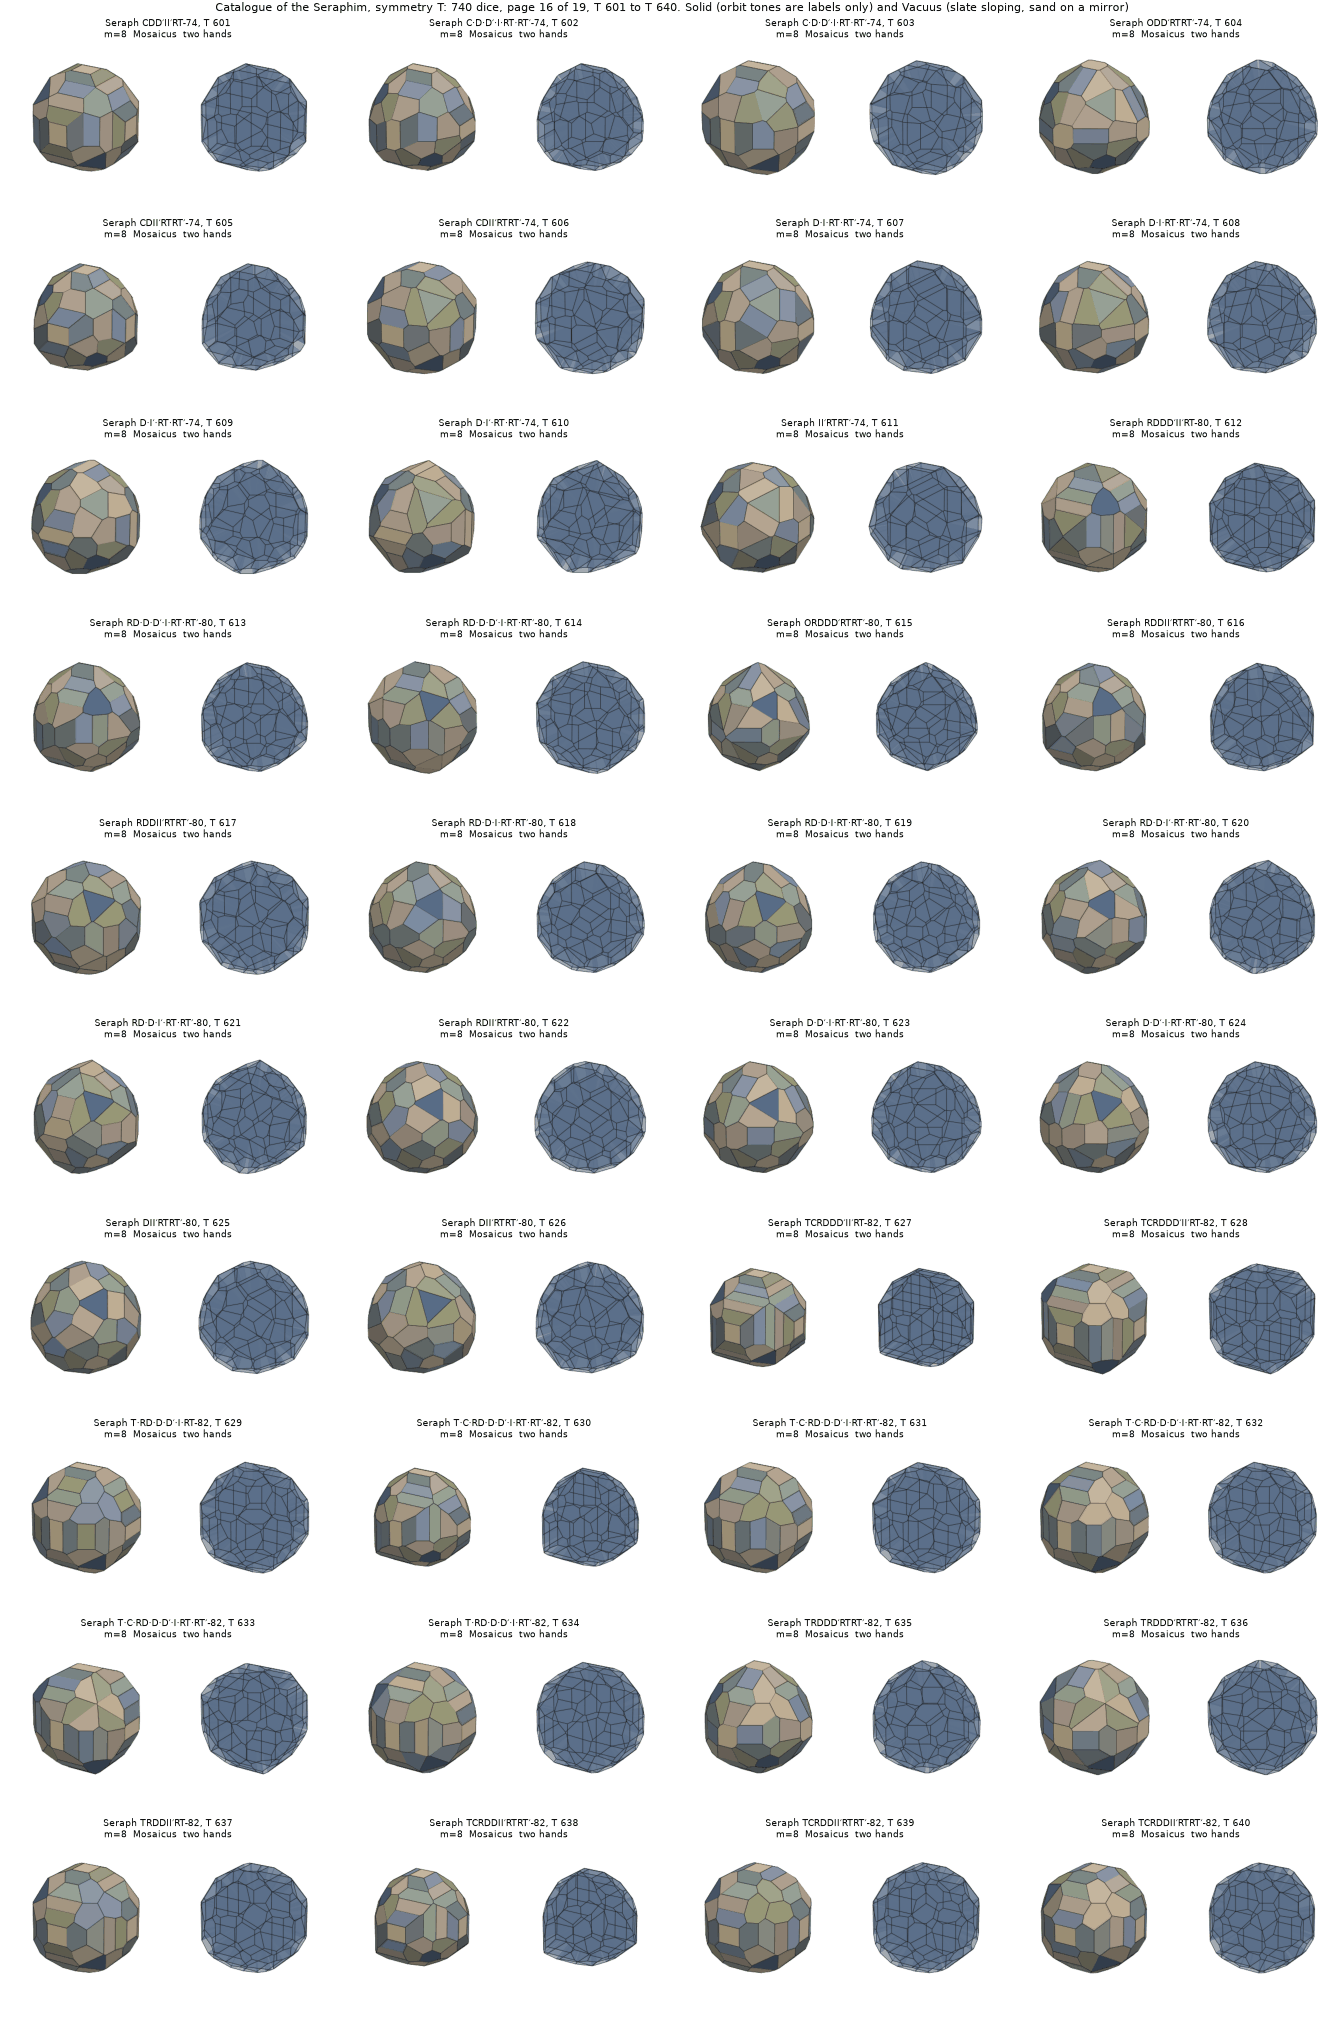 Catalogue of the Seraphim, symmetry T: 740 dice, page 16 of 19, T 601 to T 640. Solid (orbit tones are labels only) and Vacuus (slate sloping, sand on a mirror)
Seraph CDD′II′RT-74, T 601
m=8 Mosaicus two hands
Seraph C·D·D′·I·RT·RT′-74, T 602
m=8 Mosaicus two hands
Seraph C·D·D′·I·RT·RT′-74, T 603
m=8 Mosaicus two hands
Seraph ODD′RTRT′-74, T 604
m=8 Mosaicus two hands
Seraph CDII′RTRT′-74, T 605
m=8 Mosaicus two hands
Seraph CDII′RTRT′-74, T 606
m=8 Mosaicus two hands
Seraph D·I·RT·RT′-74, T 607
m=8 Mosaicus two hands
Seraph D·I·RT·RT′-74, T 608
m=8 Mosaicus two hands
Seraph D·I′·RT·RT′-74, T 609
m=8 Mosaicus two hands
Seraph D·I′·RT·RT′-74, T 610
m=8 Mosaicus two hands
Seraph II′RTRT′-74, T 611
m=8 Mosaicus two hands
Seraph RDDD′II′RT-80, T 612
m=8 Mosaicus two hands
Seraph RD·D·D′·I·RT·RT′-80, T 613
m=8 Mosaicus two hands
Seraph RD·D·D′·I·RT·RT′-80, T 614
m=8 Mosaicus two hands
Seraph ORDDD′RTRT′-80, T 615
m=8 Mosaicus two hands
Seraph RDDII′RTRT′-80, T 616
m=8 Mosaicus two hands
Seraph RDDII′RTRT′-80, T 617
m=8 Mosaicus two hands
Seraph RD·D·I·RT·RT′-80, T 618
m=8 Mosaicus two hands
Seraph RD·D·I·RT·RT′-80, T 619
m=8 Mosaicus two hands
Seraph RD·D·I′·RT·RT′-80, T 620
m=8 Mosaicus two hands
Seraph RD·D·I′·RT·RT′-80, T 621
m=8 Mosaicus two hands
Seraph RDII′RTRT′-80, T 622
m=8 Mosaicus two hands
Seraph D·D′·I·RT·RT′-80, T 623
m=8 Mosaicus two hands
Seraph D·D′·I·RT·RT′-80, T 624
m=8 Mosaicus two hands
Seraph DII′RTRT′-80, T 625
m=8 Mosaicus two hands
Seraph DII′RTRT′-80, T 626
m=8 Mosaicus two hands
Seraph TCRDDD′II′RT-82, T 627
m=8 Mosaicus two hands
Seraph TCRDDD′II′RT-82, T 628
m=8 Mosaicus two hands
Seraph T·RD·D·D′·I·RT-82, T 629
m=8 Mosaicus two hands
Seraph T·C·RD·D·D′·I·RT·RT′-82, T 630
m=8 Mosaicus two hands
Seraph T·C·RD·D·D′·I·RT·RT′-82, T 631
m=8 Mosaicus two hands
Seraph T·C·RD·D·D′·I·RT·RT′-82, T 632
m=8 Mosaicus two hands
Seraph T·C·RD·D·D′·I·RT·RT′-82, T 633
m=8 Mosaicus two hands
Seraph T·RD·D·D′·I·RT′-82, T 634
m=8 Mosaicus two hands
Seraph TRDDD′RTRT′-82, T 635
m=8 Mosaicus two hands
Seraph TRDDD′RTRT′-82, T 636
m=8 Mosaicus two hands
Seraph TRDDII′RT-82, T 637
m=8 Mosaicus two hands
Seraph TCRDDII′RTRT′-82, T 638
m=8 Mosaicus two hands
Seraph TCRDDII′RTRT′-82, T 639
m=8 Mosaicus two hands
Seraph TCRDDII′RTRT′-82, T 640
m=8 Mosaicus two hands